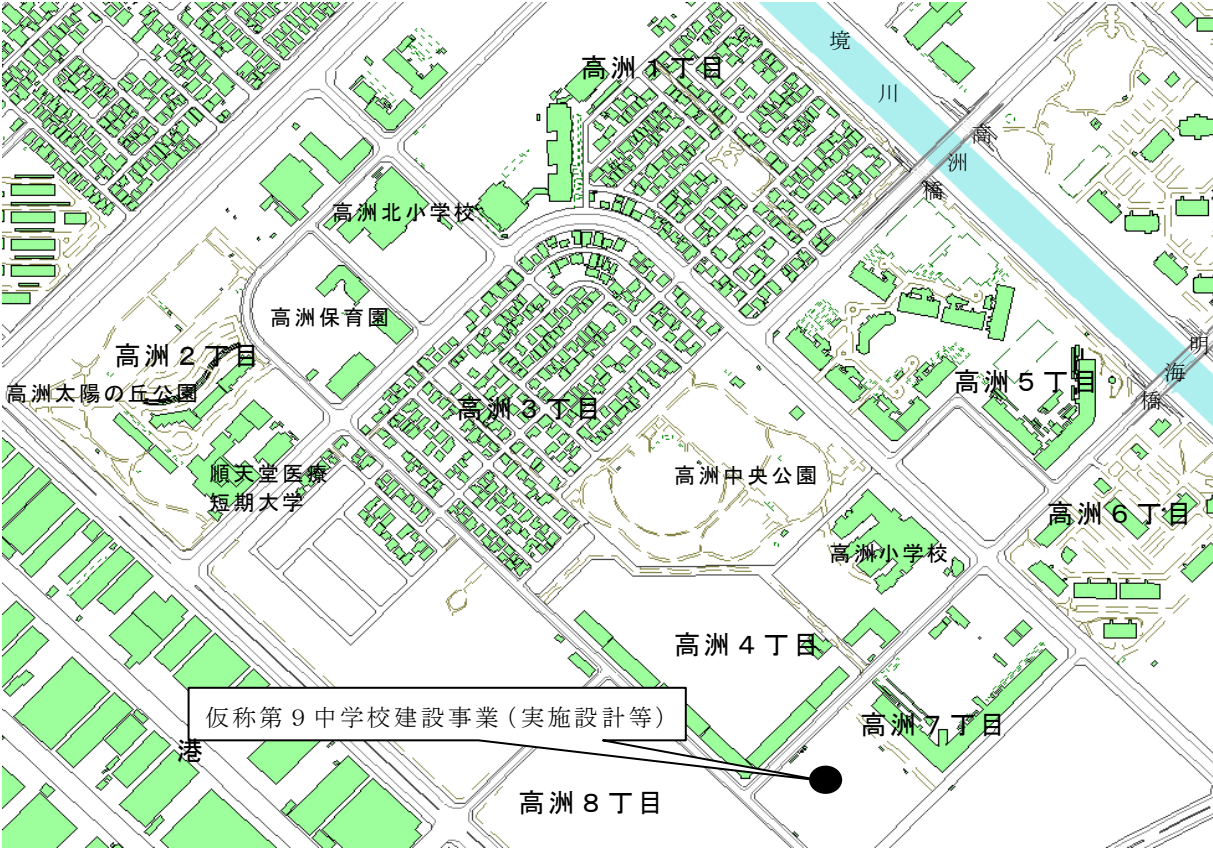 境川
高洲１丁目
高洲橋
高洲北小学校
高洲保育園
高洲２丁目
高洲太陽の丘公園
明海橋
高洲５丁目
高洲３丁目
順天堂医療
短期大学
高洲中央公園
高洲６丁目
高洲小学校
高洲４丁目
仮称第９中学校建設事業（実施設計等）
高洲７丁目
港
高洲８丁目